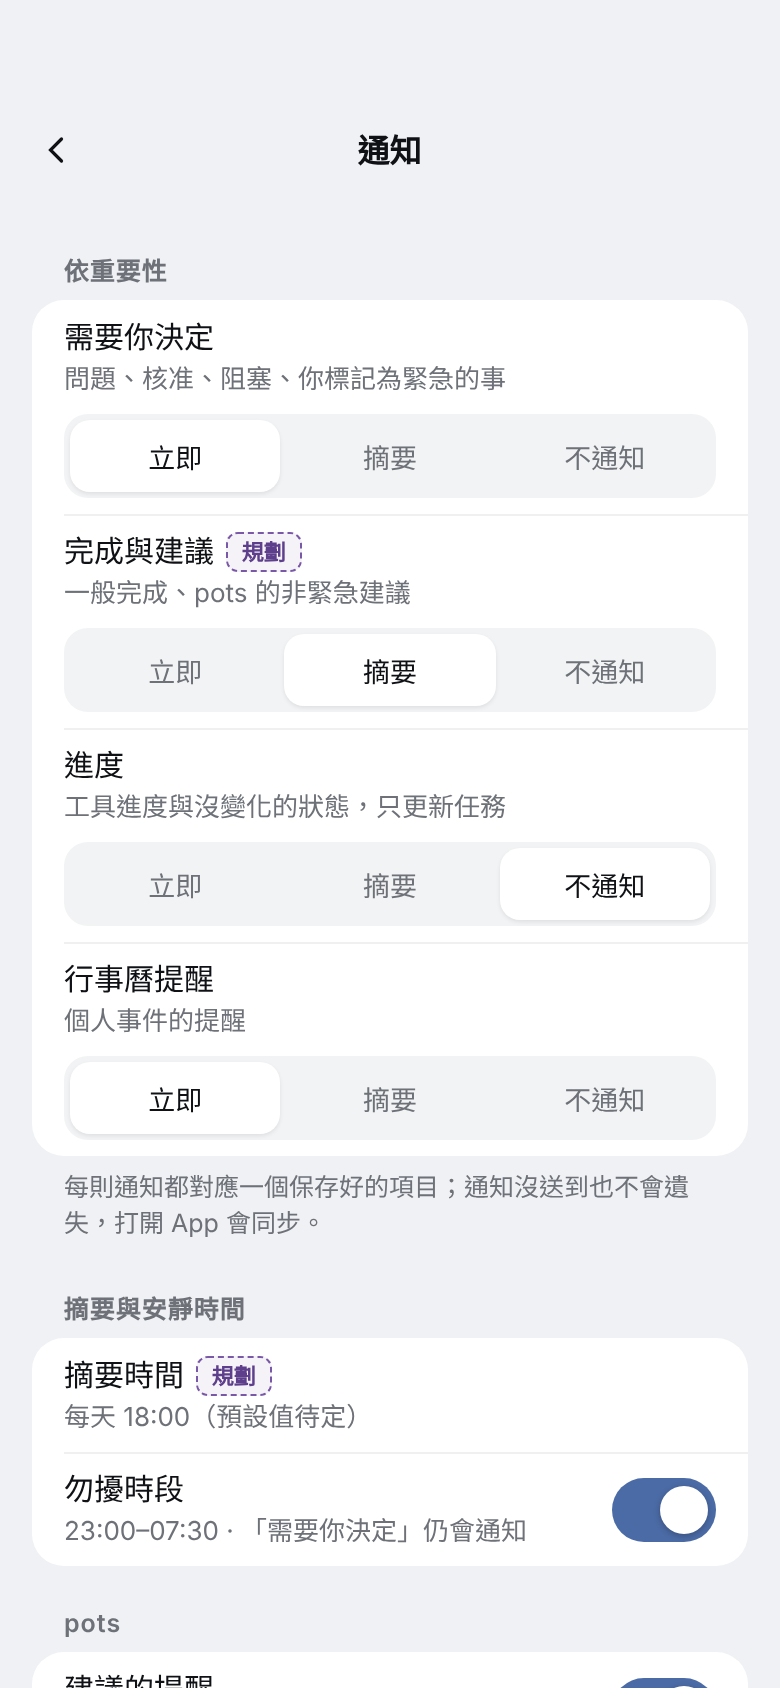 通知
依重要性
需要你決定
問題、核准、阻塞、你標記為緊急的事
立即 摘要 不通知
完成與建議 規劃
一般完成、pots 的非緊急建議
立即 摘要 不通知
進度
工具進度與沒變化的狀態，只更新任務
立即 摘要 不通知
行事曆提醒
個人事件的提醒
立即 摘要 不通知
每則通知都對應一個保存好的項目；通知沒送到也不會遺
失，打開 App 會同步。
摘要與安靜時間
摘要時間 規劃
每天 18:00（預設值待定）
勿擾時段
23:00–07:30 · 「需要你決定」仍會通知
pots
建議的提醒